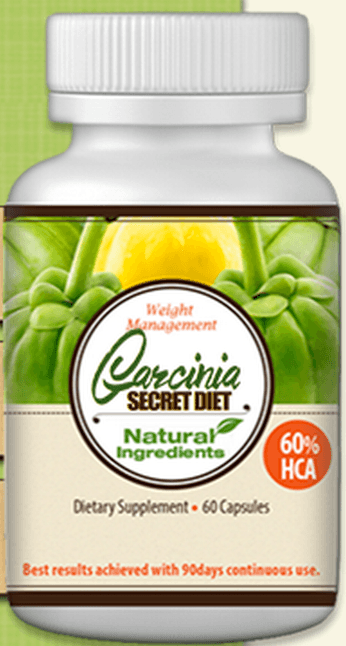 Weight
Management
Garcinia
SECRET DIET
Natural
Ingredients
60%
HCA
Dietary Supplement • 60 Capsules
Best results achieved with 90days continuous use.